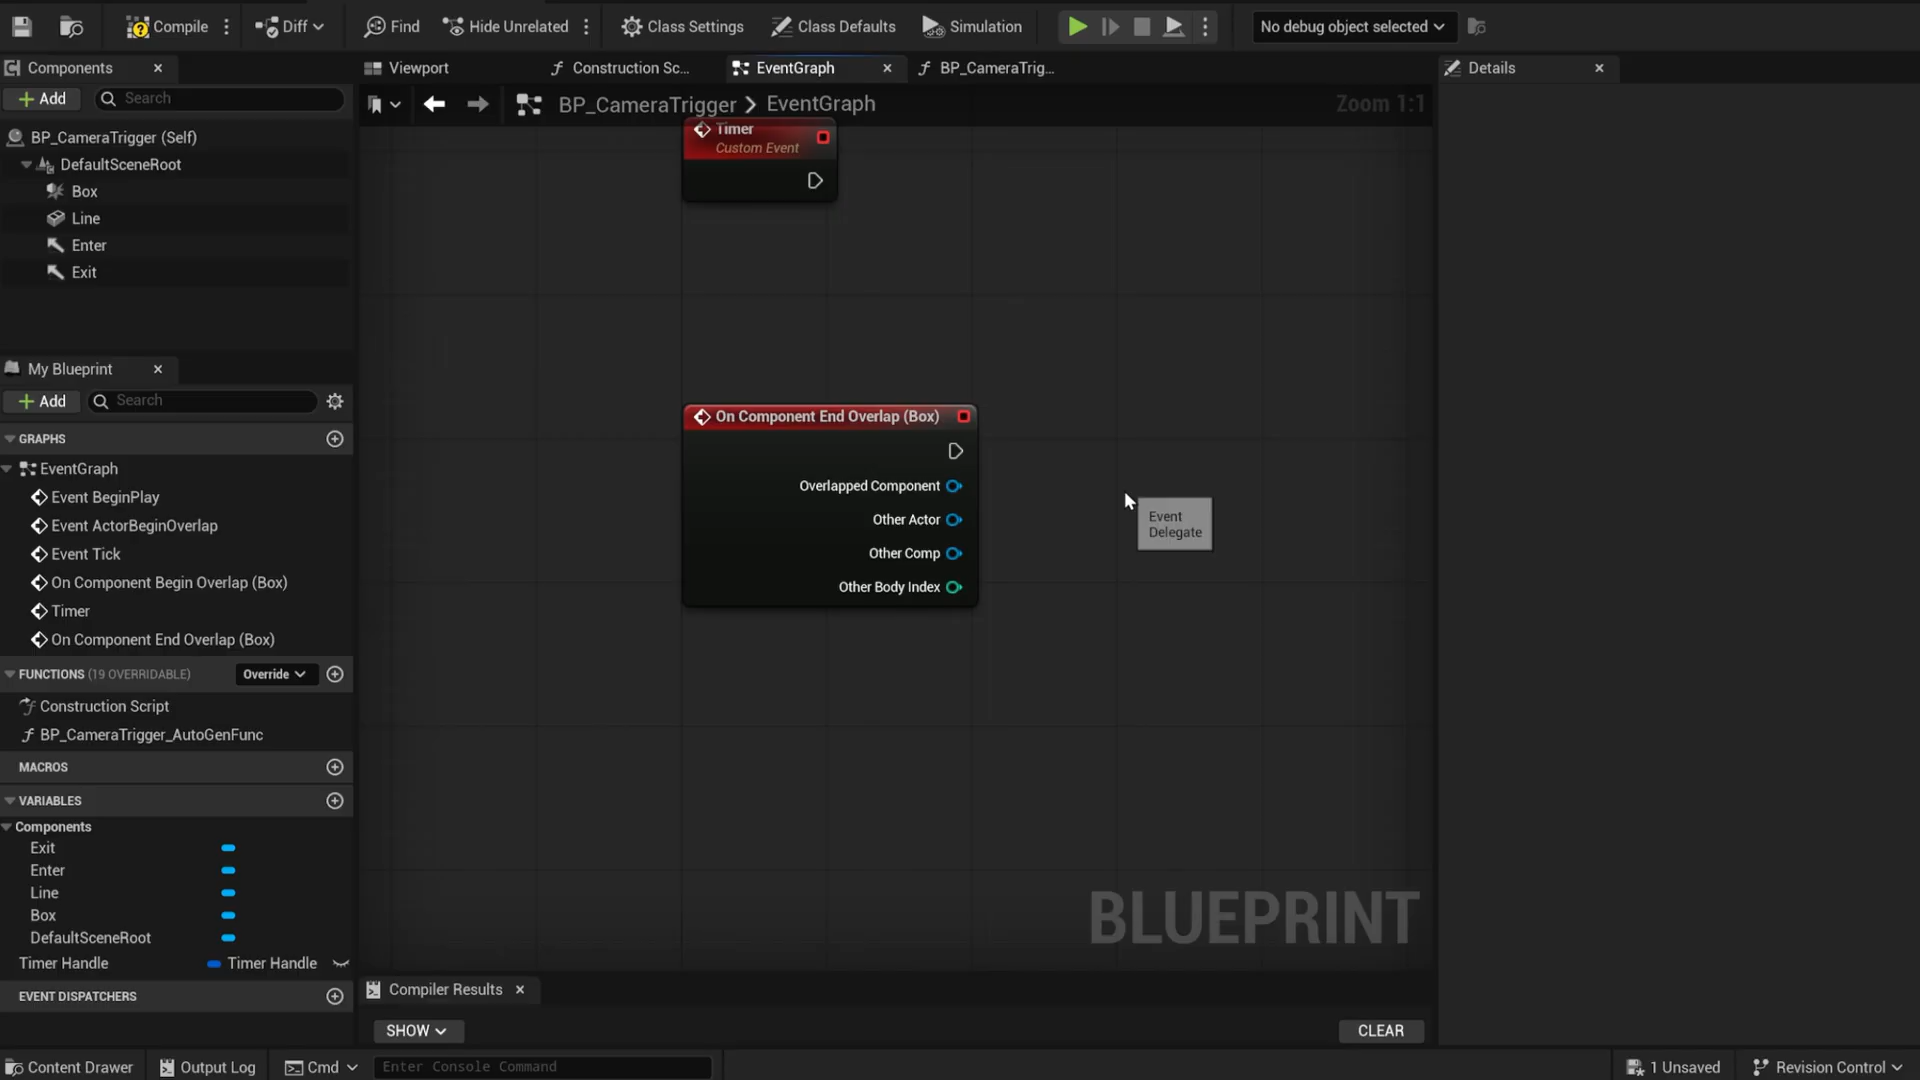 Compile
Diff
Find
Hide Unrelated
Class Settings
Class Defaults
Simulation
No debug object selected
Components
Viewport
Construction Sc...
EventGraph
BP_CameraTrig...
Details
Add
Search
BP_CameraTrigger > EventGraph
Zoom 1:1
BP_CameraTrigger (Self)
DefaultSceneRoot
Box
Line
Enter
Exit
Timer
Custom Event
On Component End Overlap (Box)
Overlapped Component
Other Actor
Other Comp
Other Body Index
Event
Delegate
My Blueprint
Add
Search
GRAPHS
EventGraph
Event BeginPlay
Event ActorBeginOverlap
Event Tick
On Component Begin Overlap (Box)
Timer
On Component End Overlap (Box)
FUNCTIONS (19 OVERRIDABLE)
Override
Construction Script
BP_CameraTrigger_AutoGenFunc
MACROS
VARIABLES
Components
Exit
Enter
Line
Box
DefaultSceneRoot
Timer Handle
Timer Handle
EVENT DISPATCHERS
BLUEPRINT
Compiler Results
SHOW
CLEAR
Content Drawer
Output Log
Cmd
Enter Console Command
1 Unsaved
Revision Control